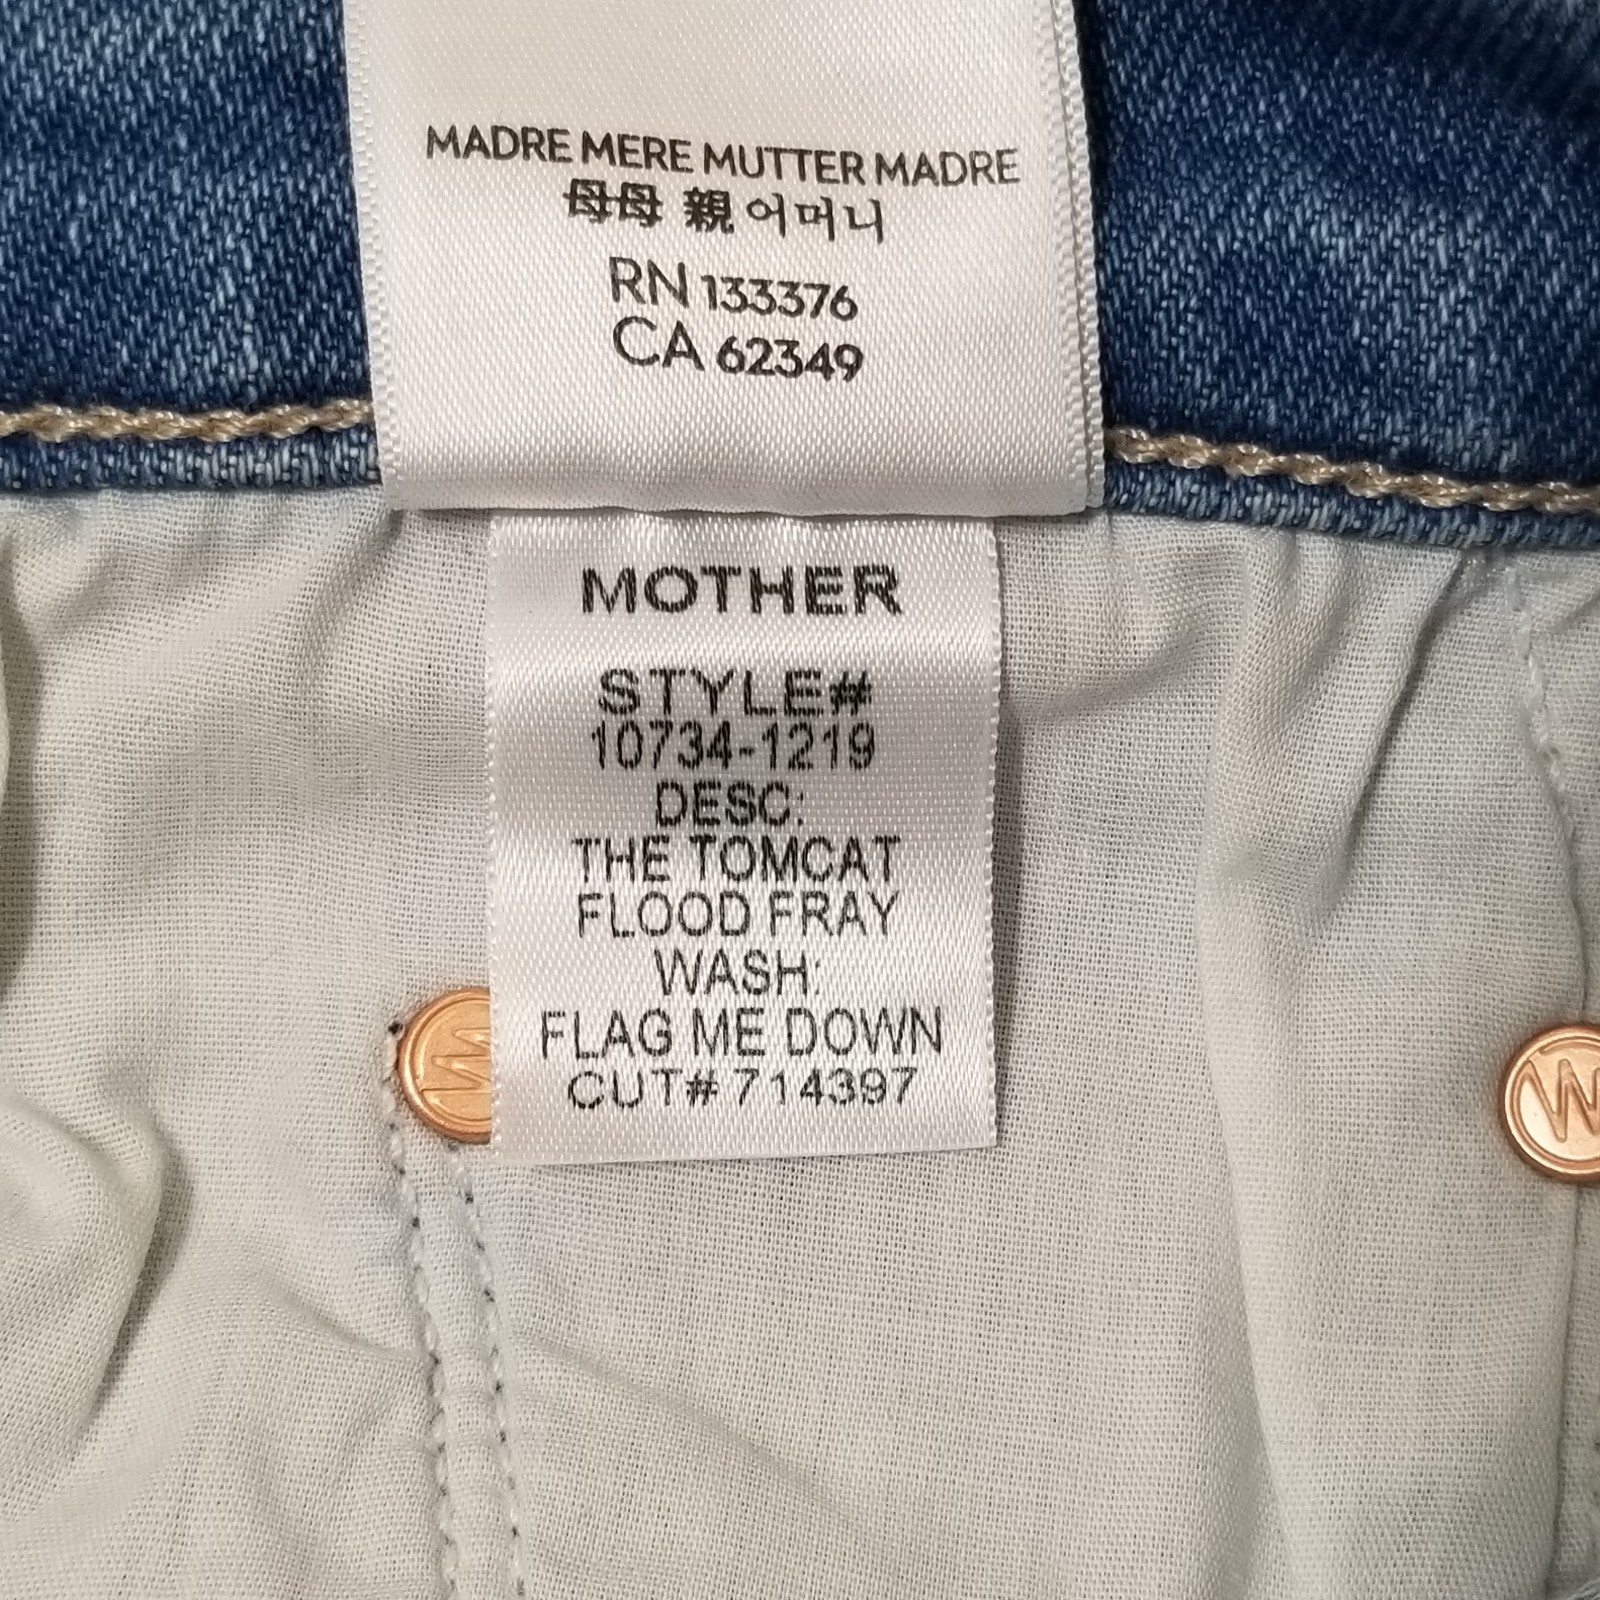 MADRE MERE MUTTER MADRE
母母 親 어머니
RN 133376
CA 62349
MOTHER
STYLE#
10734-1219
DESC:
THE TOMCAT
FLOOD FRAY
WASH:
FLAG ME DOWN
CUT# 714397